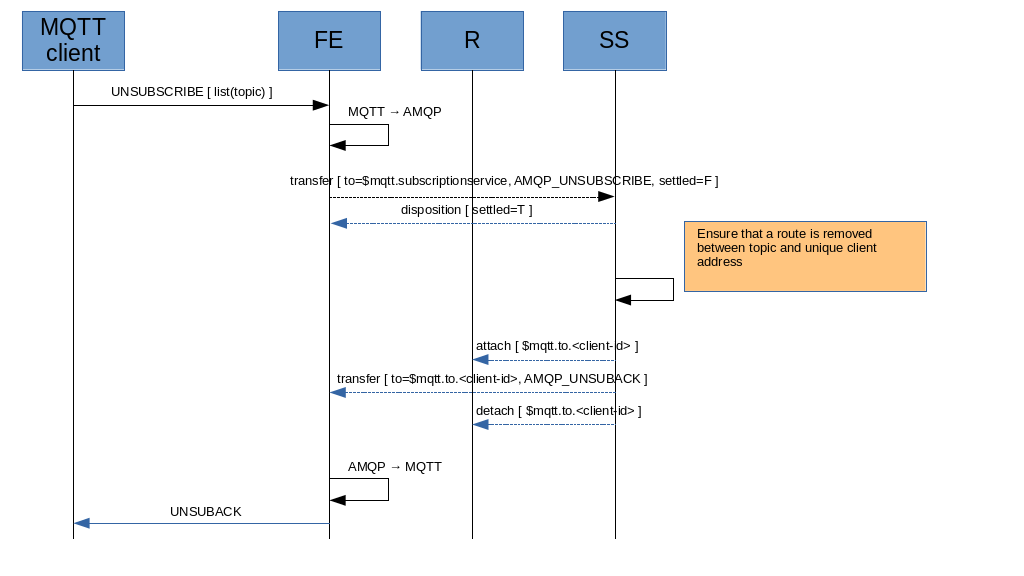 MQTT
client
FE
R
SS
UNSUBSCRIBE [ list(topic) ]
MQTT → AMQP
transfer [ to=$mqtt.subscriptionservice, AMQP_UNSUBSCRIBE, settled=F ]
disposition [ settled=T ]
Ensure that a route is removed
between topic and unique client
address
attach [ $mqtt.to.<client-id> ]
transfer [ to=$mqtt.to.<client-id>, AMQP_UNSUBACK ]
detach [ $mqtt.to.<client-id> ]
AMQP → MQTT
UNSUBACK